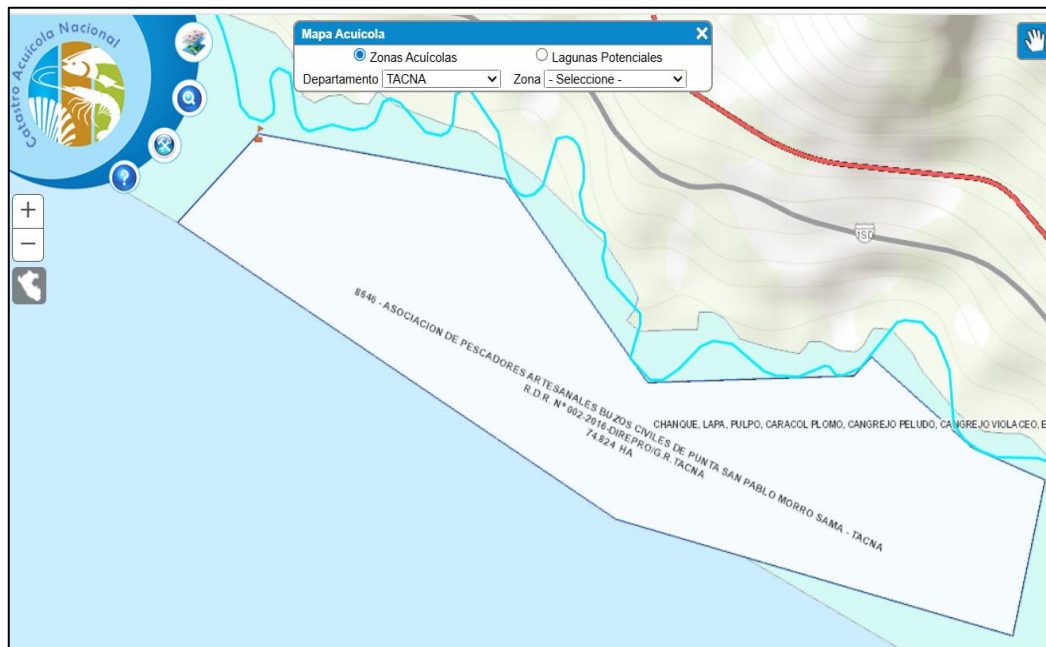 Catastro Acuícola Nacional
Mapa Acuícola
Zonas Acuícolas
Lagunas Potenciales
Departamento TACNA Zona - Seleccione -
?
+
−
1SD
8646 - ASOCIACION DE PESCADORES ARTESANALES BUZOS CIVILES DE PUNTA SAN PABLO MORRO SAMA - TACNA
R.D.R. N° 002-2016-DIREPRO/G.R.TACNA
74.824 HA
CHANQUE, LAPA, PULPO, CARACOL PLOMO, CANGREJO PELUDO, CANGREJO VIOLACEO, E